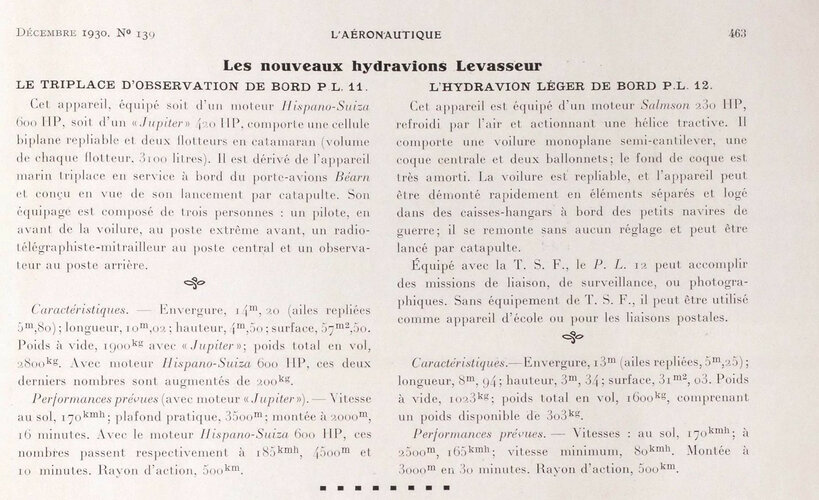 DÉCEMBRE 1930. Nº 139
L'AÉRONAUTIQUE
463
Les nouveaux hydravions Levasseur
LE TRIPLACE D'OBSERVATION DE BORD P L. 11.
Cet appareil, équipé soit d'un moteur Hispano-Suiza
600 HP, soit d'un «Jupiter» 420 HP, comporte une cellule
biplane repliable et deux flotteurs en catamaran (volume
de chaque flotteur, 3100 litres). Il est dérivé de l'appareil
marin triplace en service à bord du porte-avions Béarn
et conçu en vue de son lancement par catapulte. Son
équipage est composé de trois personnes : un pilote, en
avant de la voilure, au poste extrême avant, un radio-
télégraphiste-mitrailleur au poste central et un observa-
teur au poste arrière.
Caractéristiques. — Envergure, 14m, 20 (ailes repliées
5m,80); longueur, 10m,02; hauteur, 4m,50; surface, 57m2,50.
Poids à vide, 1900kg avec «Jupiter»; poids total en vol,
2800kg. Avec moteur Hispano-Suiza 600 HP, ces deux
derniers nombres sont augmentés de 200kg.
Performances prévues (avec moteur «Jupiter»). — Vitesse
au sol, 170kmh; plafond pratique, 3500m; montée à 2000m,
16 minutes. Avec le moteur Hispano-Suiza 600 HP, ces
nombres passent respectivement à 185kmh, 4500m et
10 minutes. Rayon d'action, 500km.
L'HYDRAVION LÉGER DE BORD P.L. 12.
Cet appareil est équipé d'un moteur Salmson 230 HP,
refroidi par l'air et actionnant une hélice tractive. Il
comporte une voilure monoplane semi-cantilever, une
coque centrale et deux ballonnets; le fond de coque est
très amorti. La voilure est repliable, et l'appareil peut
être démonté rapidement en éléments séparés et logé
dans des caisses-hangars à bord des petits navires de
guerre; il se remonte sans aucun réglage et peut être
lancé par catapulte.
Équipé avec la T. S. F., le P. L. 12 peut accomplir
des missions de liaison, de surveillance, ou photogra-
phiques. Sans équipement de T. S. F., il peut être utilisé
comme appareil d'école ou pour les liaisons postales.
Caractéristiques.—Envergure, 13m (ailes repliées, 5m,25);
longueur, 8m, 94; hauteur, 3m, 34; surface, 31m2, 03. Poids
à vide, 1023kg; poids total en vol, 1600kg, comprenant
un poids disponible de 303kg.
Performances prévues. — Vitesses : au sol, 170kmh; à
2500m, 165kmh; vitesse minimum, 80kmh. Montée à
3000m en 30 minutes. Rayon d'action, 500km.